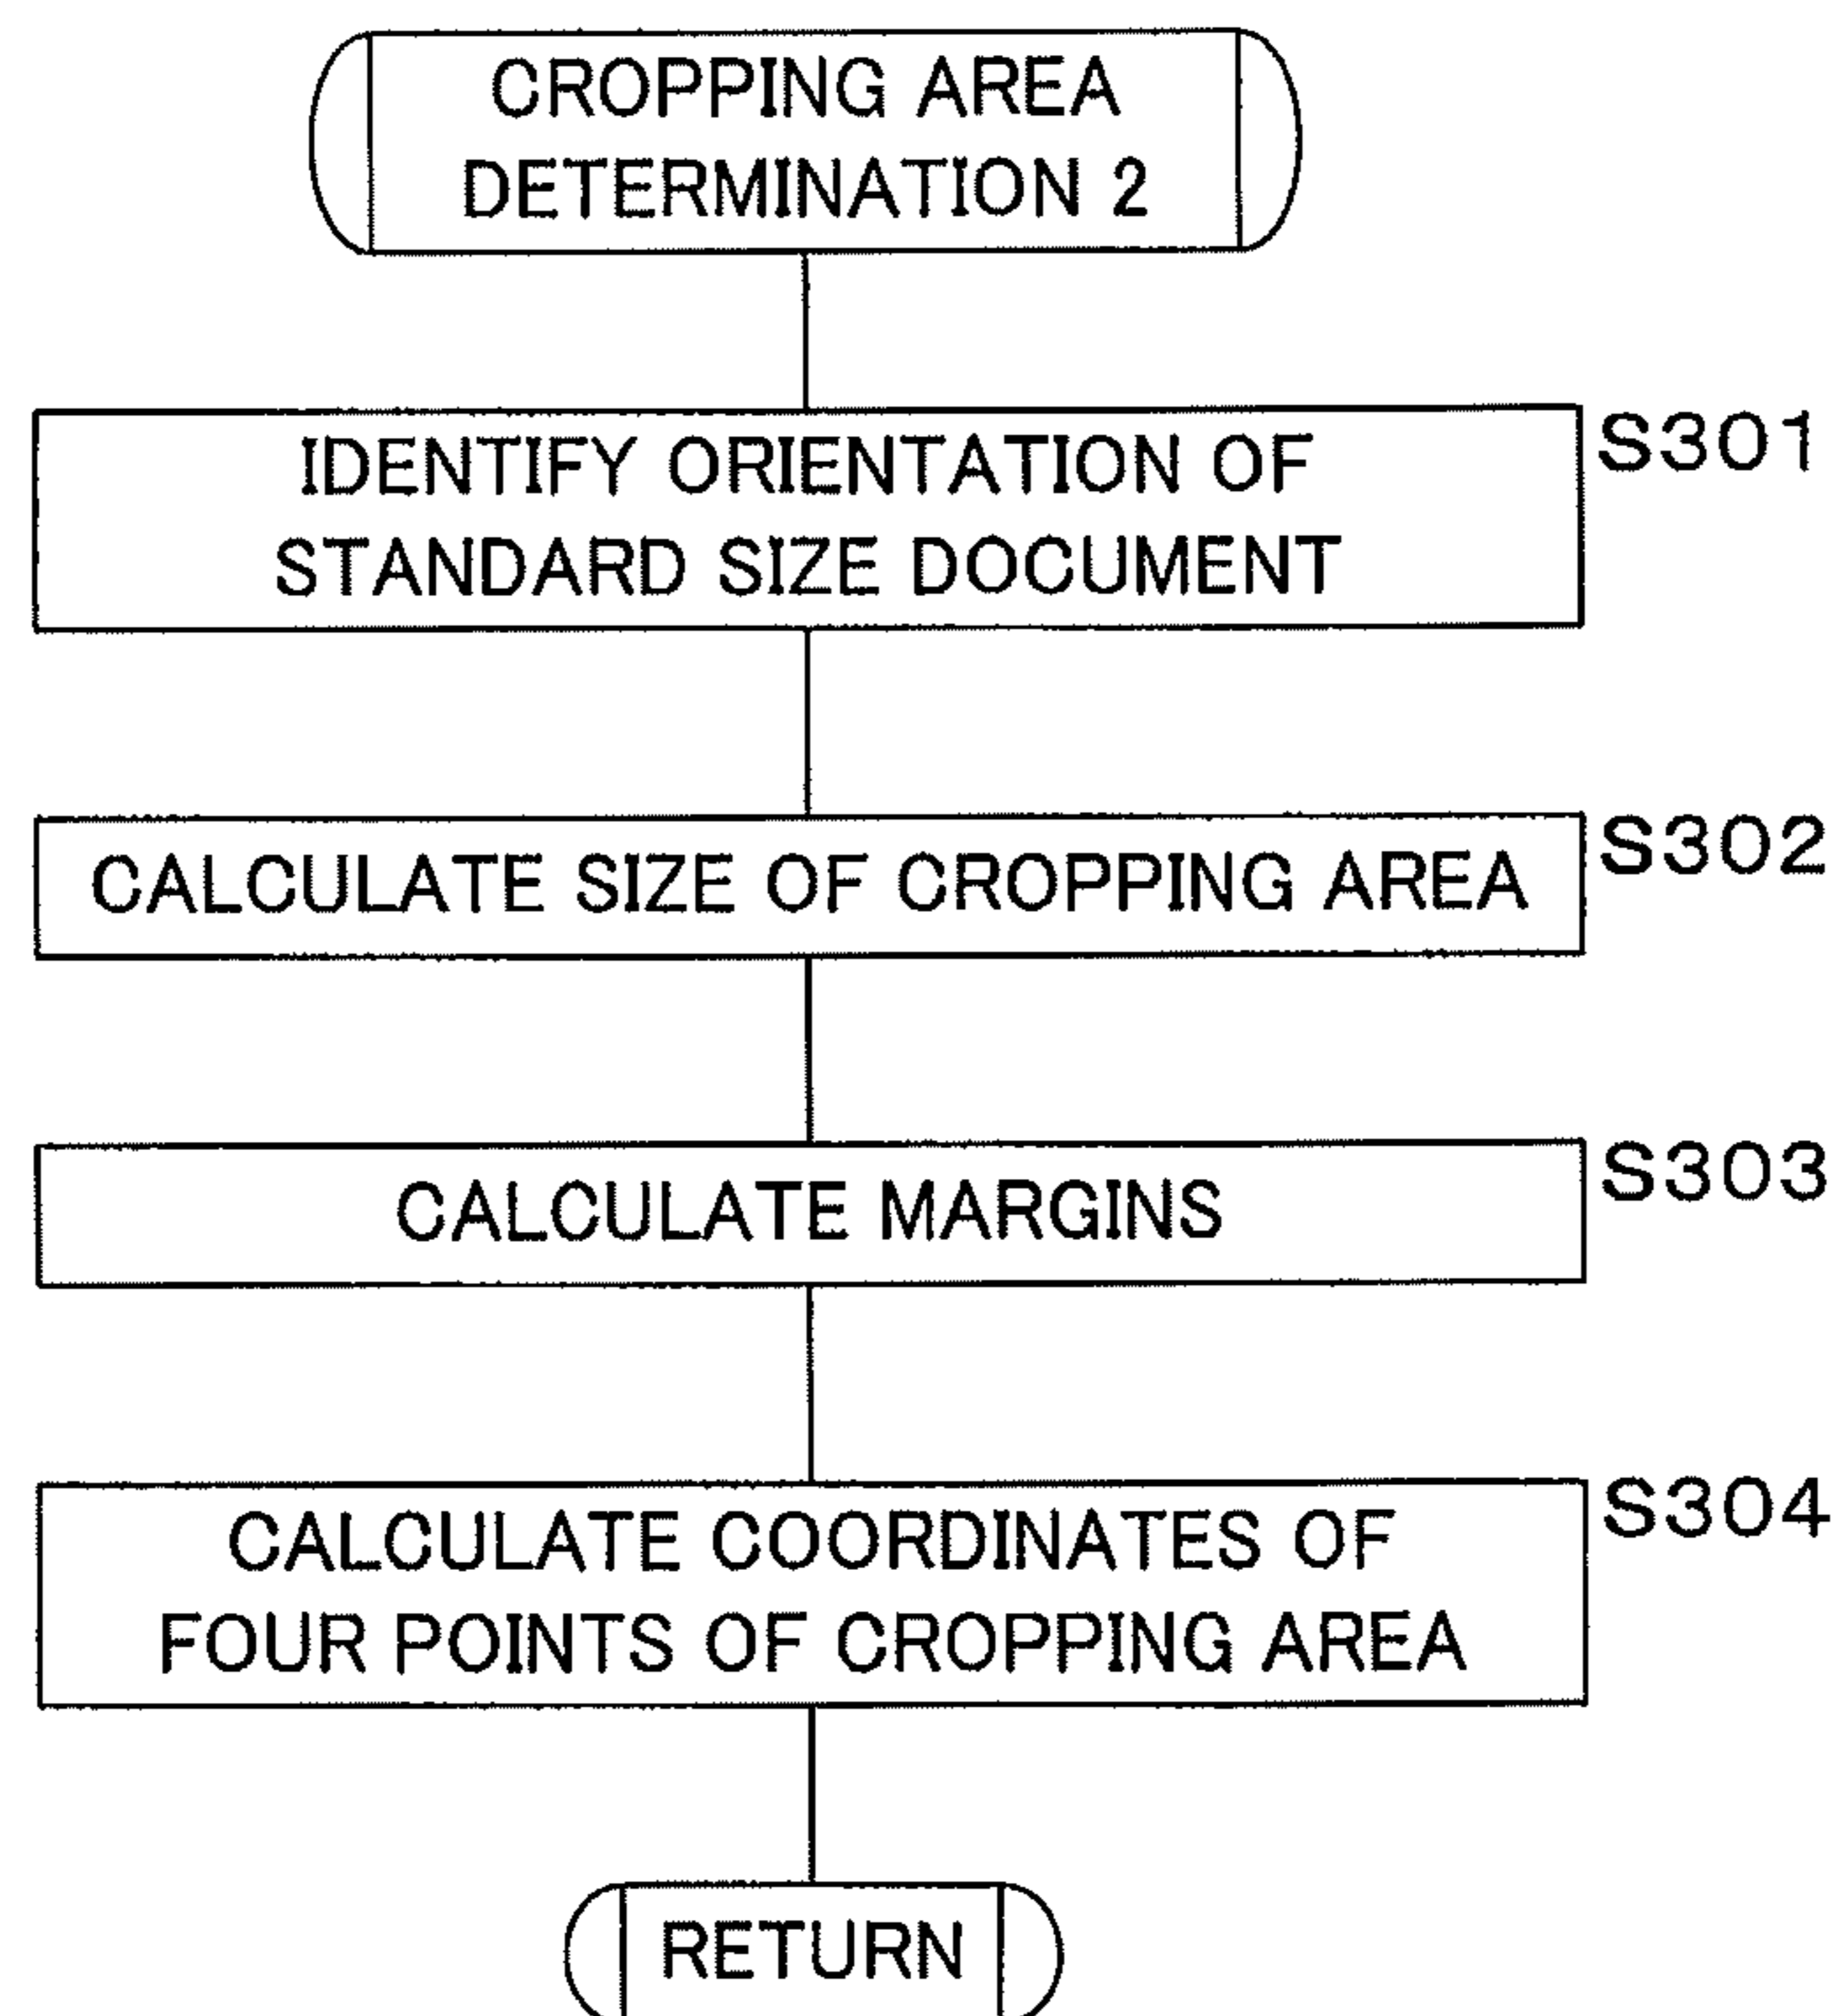 CROPPING AREA
DETERMINATION 2
IDENTIFY ORIENTATION OF
STANDARD SIZE DOCUMENT
S301
CALCULATE SIZE OF CROPPING AREA
S302
CALCULATE MARGINS
S303
CALCULATE COORDINATES OF
FOUR POINTS OF CROPPING AREA
S304
RETURN